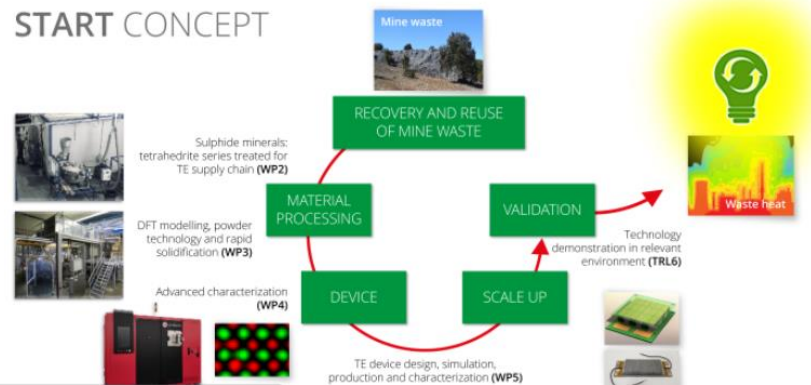 START CONCEPT
Mine waste
RECOVERY AND REUSE
OF MINE WASTE
Sulphide minerals:
tetrahedrite series treated for
TE supply chain (WP2)
MATERIAL
PROCESSING
VALIDATION
Waste heat
DFT modelling, powder
technology and rapid
solidification (WP3)
Technology
demonstration in relevant
environment (TRL6)
Advanced characterization
(WP4)
DEVICE
SCALE UP
TE device design, simulation,
production and characterization (WP5)